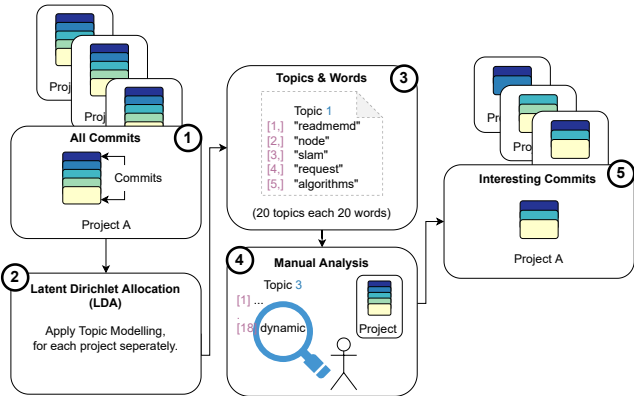 Proj
Proj
Proj
All Commits
1
Commits
Project A
2
Latent Dirichlet Allocation
(LDA)
Apply Topic Modelling,
for each project seperately.
Topics & Words
3
Topic 1
[1,] "readmemd"
[2,] "node"
[3,] "slam"
[4,] "request"
[5,] "algorithms"
(20 topics each 20 words)
4
Manual Analysis
Topic 3
[1] ...
.
[18] dynamic
Project
Pro
Pro
Interesting Commits
5
Project A